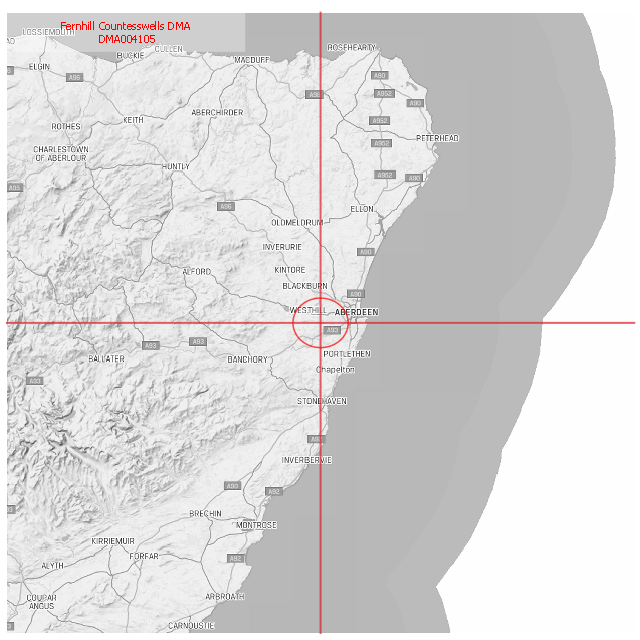 Fernhill Countesswells DMA
DMA004105
LOSSIEMOUTH
CULLEN
ROSEHEARTY
BUCKIE
MACDUFF
ELGIN
A96
A90
A98
A952
A90
ABERCHIRDER
KEITH
A952
ROTHES
PETERHEAD
A952
CHARLESTOWN
OF ABERLOUR
HUNTLY
A952
A90
A95
A96
ELLON
OLDMELDRUM
INVERURIE
A90
KINTORE
ALFORD
BLACKBURN
A90
WESTHILL
ABERDEEN
A93
A93
A93
PORTLETHEN
BALLATER
BANCHORY
Chapelton
A93
STONEHAVEN
INVERBERVIE
A90
A92
BRECHIN
MONTROSE
KIRRIEMUIR
FORFAR
A92
ALYTH
COUPAR
ANGUS
ARBROATH
CARNOUSTIE